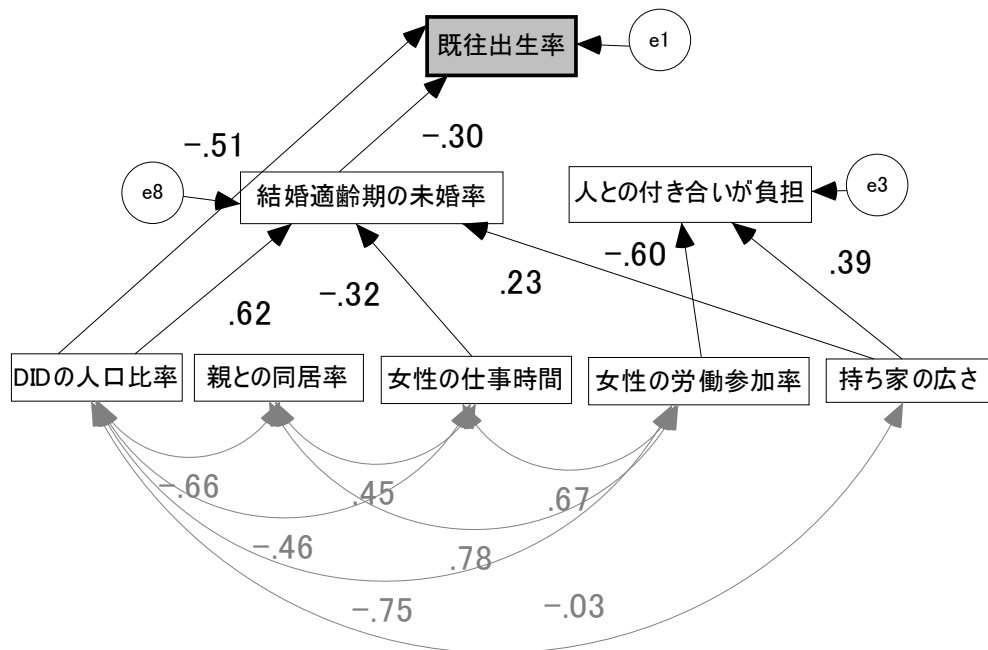 既往出生率
e1
-.51
-.30
e8
結婚適齢期の未婚率
人との付き合いが負担
e3
.62
-.32
.23
-.60
.39
DIDの人口比率
親との同居率
女性の仕事時間
女性の労働参加率
持ち家の広さ
-.66
.45
.67
-.46
.78
-.75
-.03